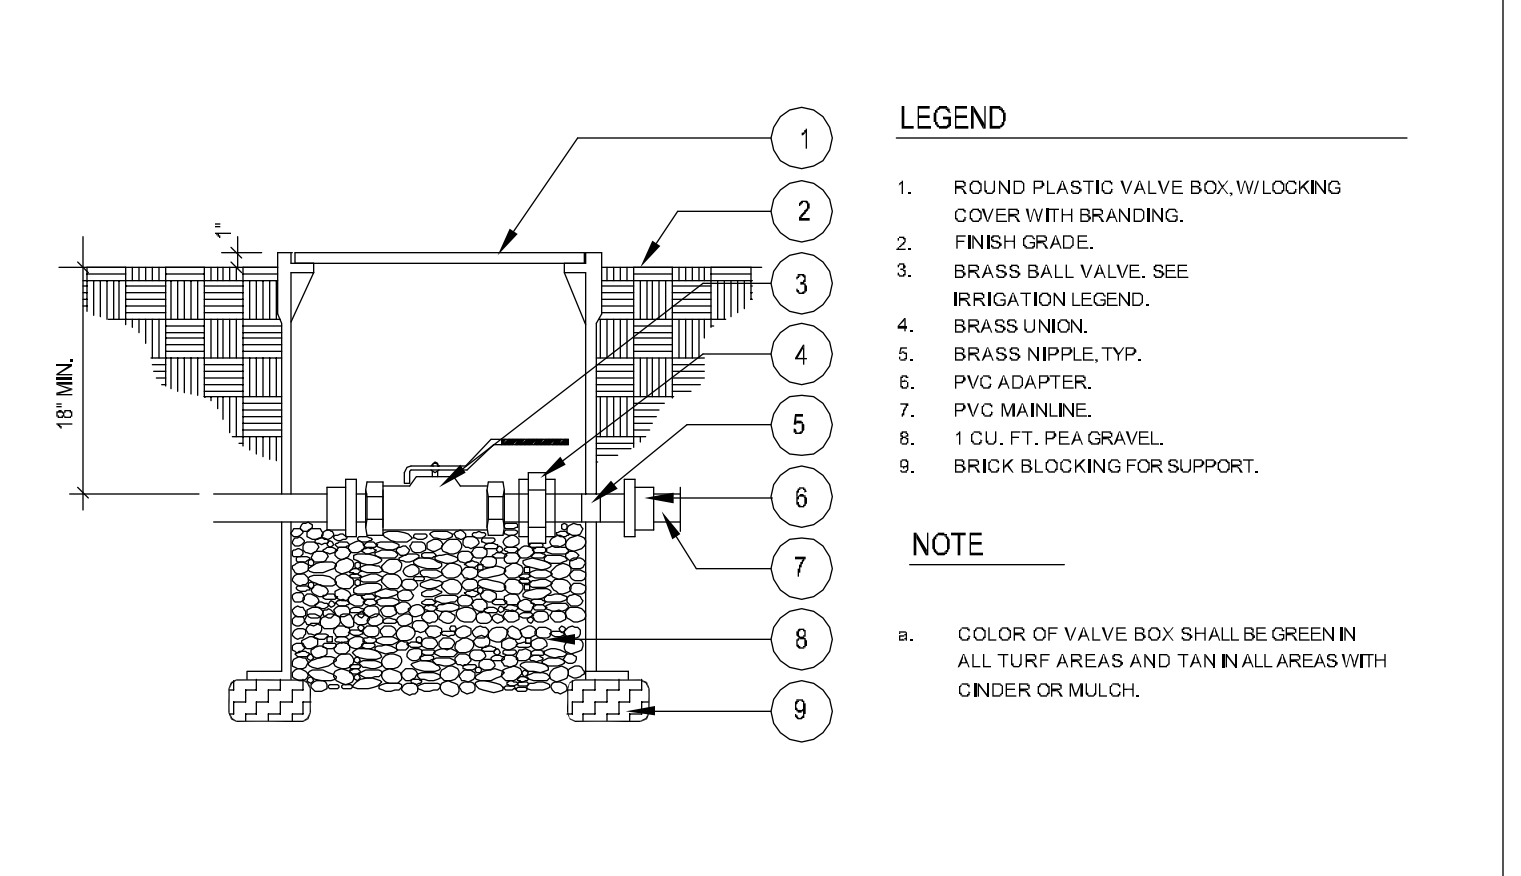 1
2
3
4
5
6
7
8
9
1"
18" MIN.
LEGEND
1. ROUND PLASTIC VALVE BOX, W/ LOCKING
COVER WITH BRANDING.
2. FINISH GRADE.
3. BRASS BALL VALVE. SEE
IRRIGATION LEGEND.
4. BRASS UNION.
5. BRASS NIPPLE, TYP.
6. PVC ADAPTER.
7. PVC MAINLINE.
8. 1 CU. FT. PEA GRAVEL.
9. BRICK BLOCKING FOR SUPPORT.
NOTE
a. COLOR OF VALVE BOX SHALL BE GREEN IN
ALL TURF AREAS AND TAN IN ALL AREAS WITH
CINDER OR MULCH.